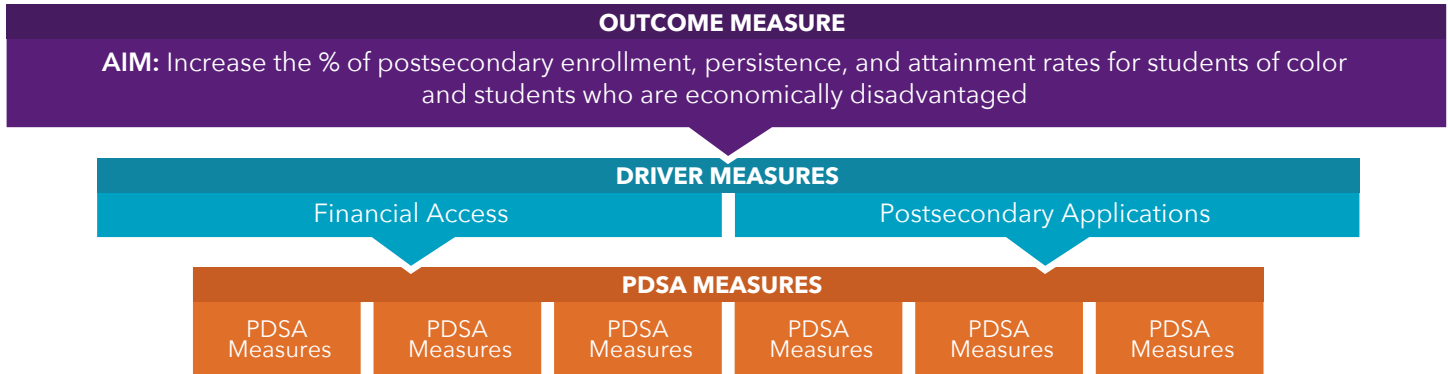 OUTCOME MEASURE
AIM: Increase the % of postsecondary enrollment, persistence, and attainment rates for students of color
and students who are economically disadvantaged
DRIVER MEASURES
Financial Access
Postsecondary Applications
PDSA MEASURES
PDSA
Measures
PDSA
Measures
PDSA
Measures
PDSA
Measures
PDSA
Measures
PDSA
Measures